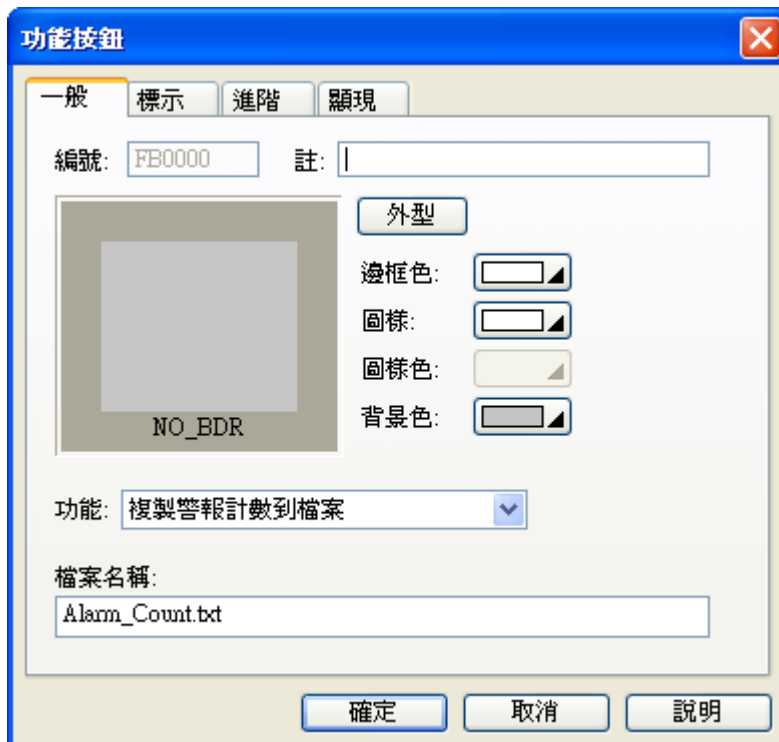 功能按鈕
一般 標示 進階 顯現
編號: FB0000 註:
外型
邊框色:
圖樣:
圖樣色:
背景色:
NO_BDR
功能: 複製警報計數到檔案
檔案名稱:
Alarm_Count.txt
確定 取消 說明